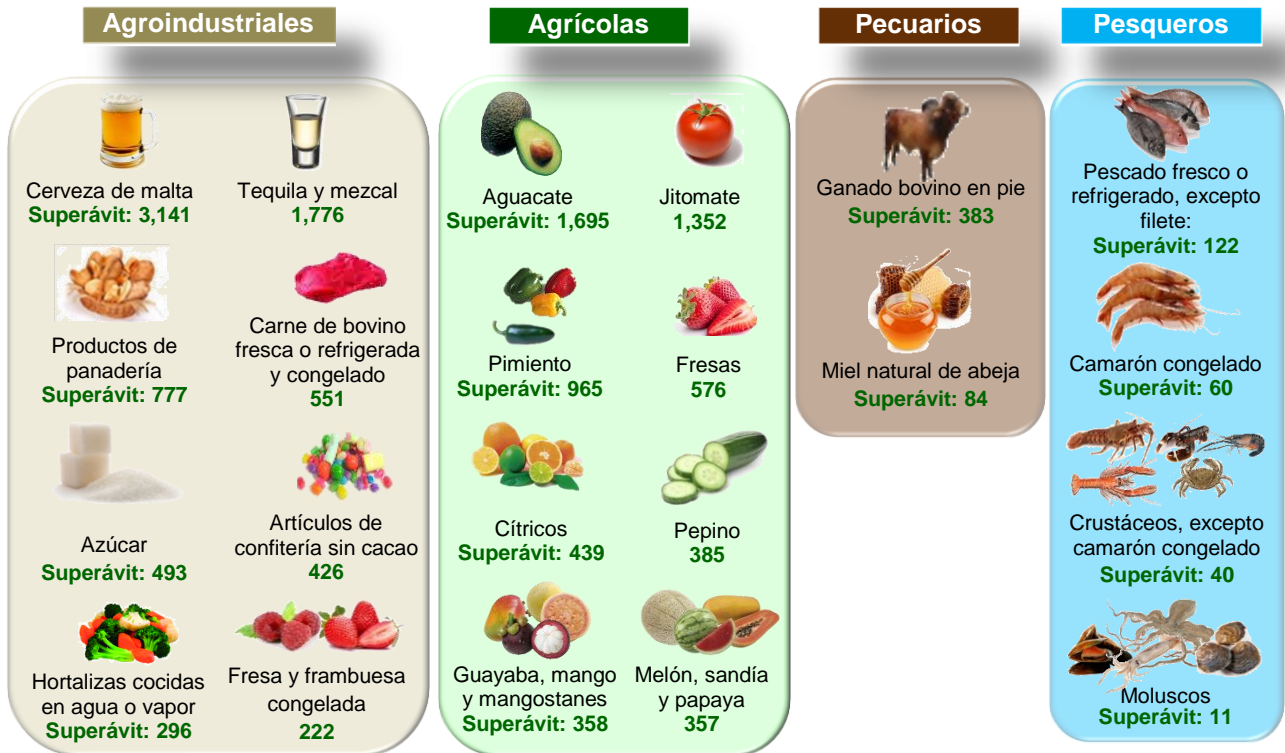 Agroindustriales
Cerveza de malta
Superávit: 3,141
Tequila y mezcal
1,776
Productos de
panadería
Superávit: 777
Carne de bovino
fresca o refrigerada
y congelado
551
Azúcar
Superávit: 493
Artículos de
confitería sin cacao
426
Hortalizas cocidas
en agua o vapor
Superávit: 296
Fresa y frambuesa
congelada
222
Agrícolas
Aguacate
Superávit: 1,695
Jitomate
1,352
Pimiento
Superávit: 965
Fresas
576
Cítricos
Superávit: 439
Pepino
385
Guayaba, mango
y mangostanes
Superávit: 358
Melón, sandía
y papaya
357
Pecuarios
Ganado bovino en pie
Superávit: 383
Miel natural de abeja
Superávit: 84
Pesqueros
Pescado fresco o
refrigerado, excepto
filete:
Superávit: 122
Camarón congelado
Superávit: 60
Crustáceos, excepto
camarón congelado
Superávit: 40
Moluscos
Superávit: 11